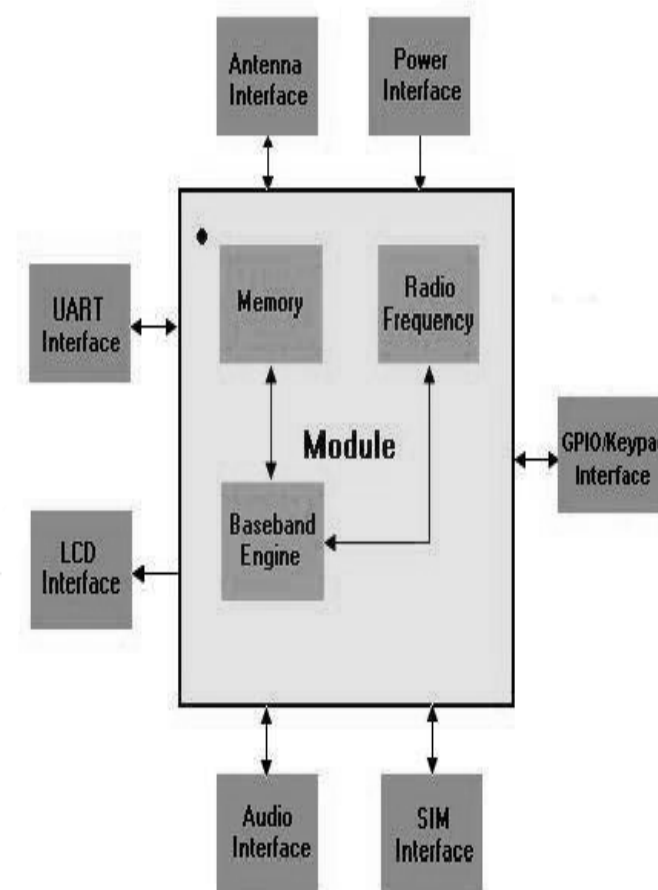 Antenna
Interface
Power
Interface
UART
Interface
Memory
Radio
Frequency
Module
GPIO/Keypa
Interface
Baseband
Engine
LCD
Interface
Audio
Interface
SIM
Interface